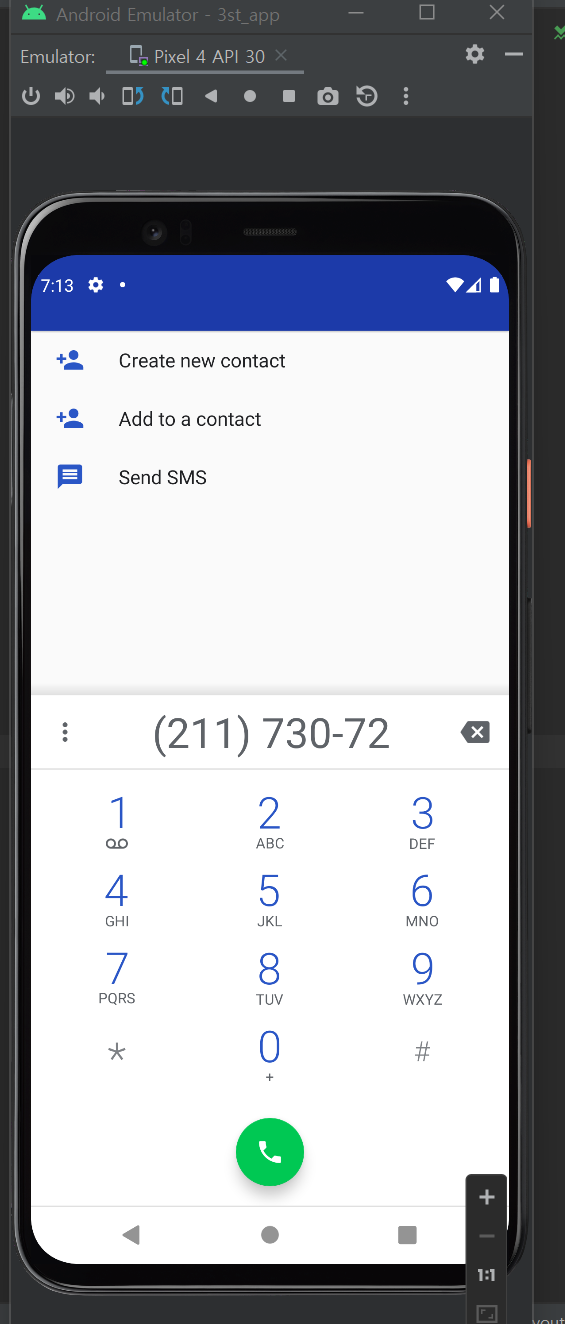 Android Emulator - 3st_app
Emulator: Pixel 4 API 30
7:13
Create new contact
Add to a contact
Send SMS
(211) 730-72
1 2 3
ABC DEF
4 5 6
GHI JKL MNO
7 8 9
PQRS TUV WXYZ
* 0 #
+
1:1